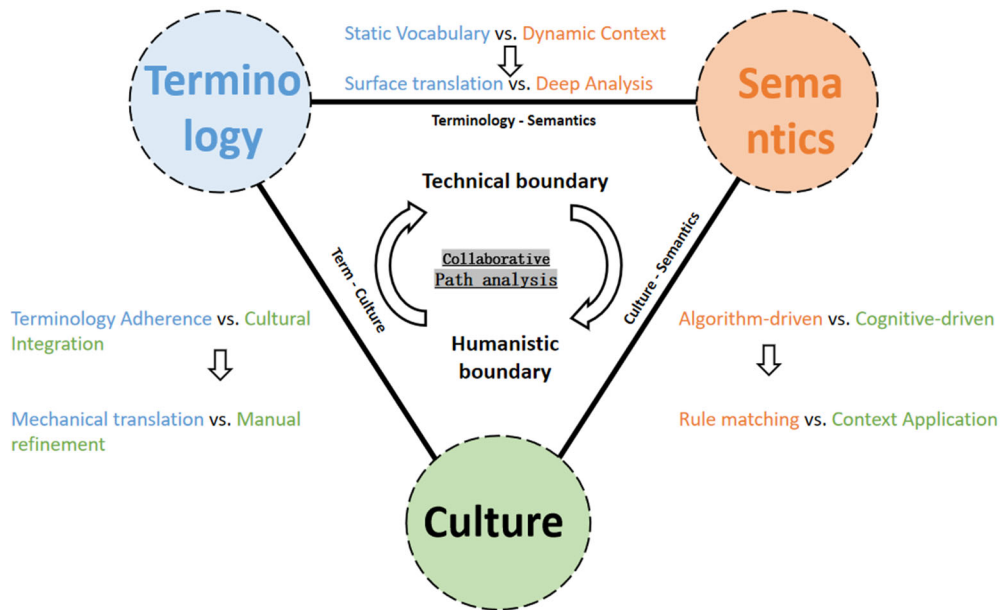 Static Vocabulary vs. Dynamic Context
Surface translation vs. Deep Analysis
Termino
logy
Sema
ntics
Terminology - Semantics
Technical boundary
Collaborative
Path analysis
Humanistic
boundary
Term - Culture
Culture - Semantics
Terminology Adherence vs. Cultural
Integration
Mechanical translation vs. Manual
refinement
Algorithm-driven vs. Cognitive-driven
Rule matching vs. Context Application
Culture